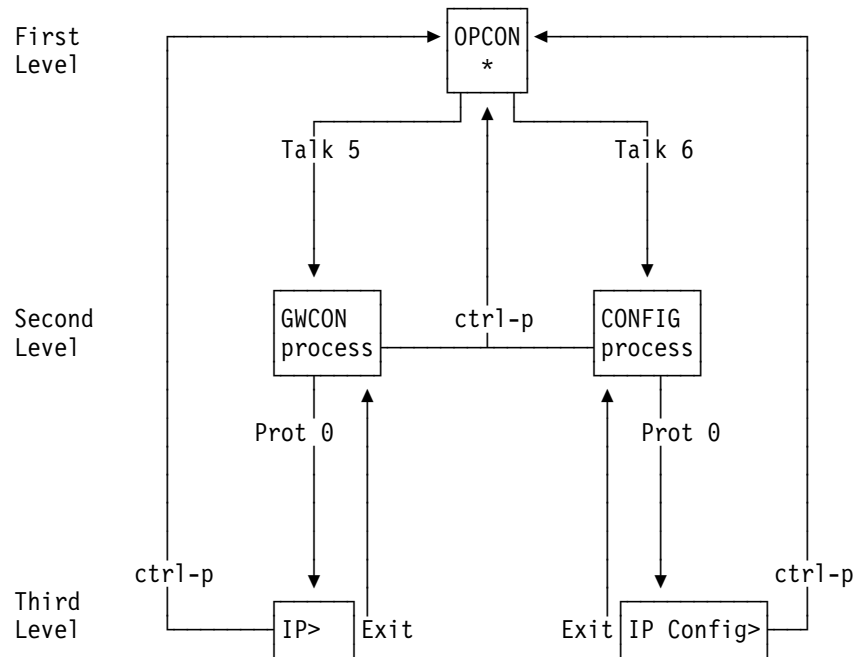 First
Level
OPCON
*
Talk 5
Talk 6
Second
Level
GWCON
process
ctrl-p
CONFIG
process
Prot 0
Prot 0
ctrl-p
ctrl-p
Third
Level
IP>
Exit
Exit
IP Config>